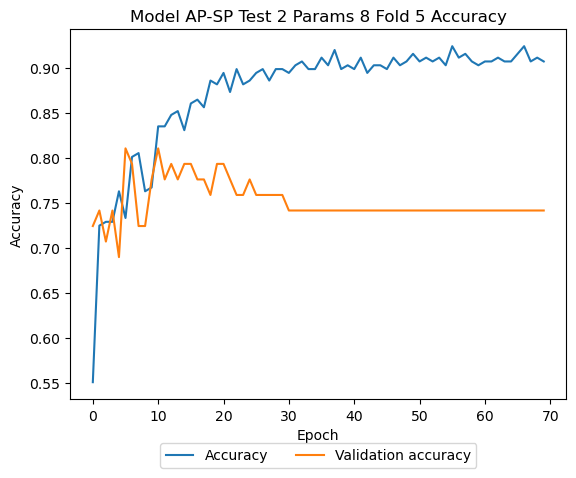 Model AP-SP Test 2 Params 8 Fold 5 Accuracy
0.90
0.85
0.80
0.75
0.70
0.65
0.60
0.55
Accuracy
0 10 20 30 40 50 60 70
Epoch
Accuracy Validation accuracy